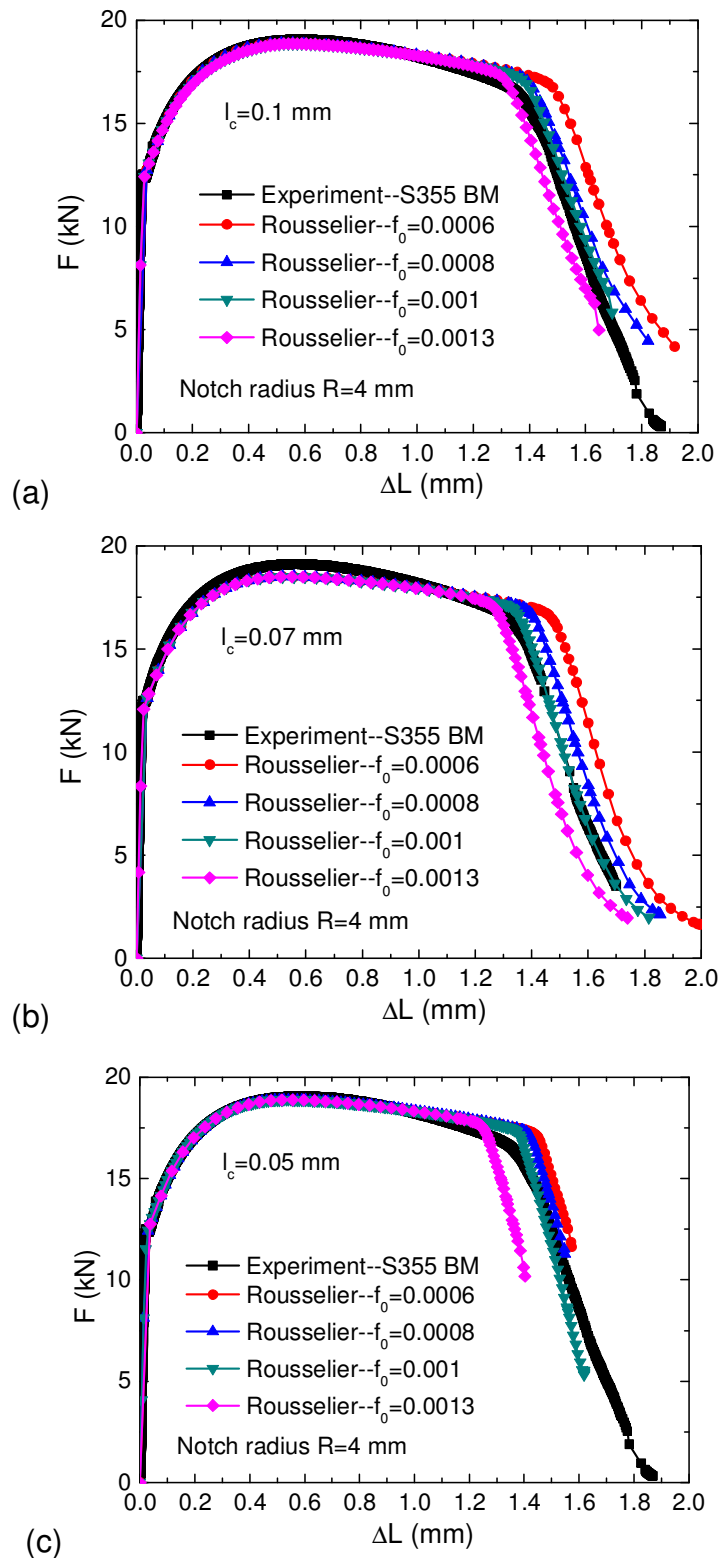 20
15
10
5
0
F (kN)
l_c=0.1 mm
Experiment--S355 BM
Rousselier--f_0=0.0006
Rousselier--f_0=0.0008
Rousselier--f_0=0.001
Rousselier--f_0=0.0013
Notch radius R=4 mm
0.0 0.2 0.4 0.6 0.8 1.0 1.2 1.4 1.6 1.8 2.0
(a)
ΔL (mm)
20
15
10
5
0
F (kN)
l_c=0.07 mm
Experiment--S355 BM
Rousselier--f_0=0.0006
Rousselier--f_0=0.0008
Rousselier--f_0=0.001
Rousselier--f_0=0.0013
Notch radius R=4 mm
0.0 0.2 0.4 0.6 0.8 1.0 1.2 1.4 1.6 1.8 2.0
(b)
ΔL (mm)
20
15
10
5
0
F (kN)
l_c=0.05 mm
Experiment--S355 BM
Rousselier--f_0=0.0006
Rousselier--f_0=0.0008
Rousselier--f_0=0.001
Rousselier--f_0=0.0013
Notch radius R=4 mm
0.0 0.2 0.4 0.6 0.8 1.0 1.2 1.4 1.6 1.8 2.0
(c)
ΔL (mm)